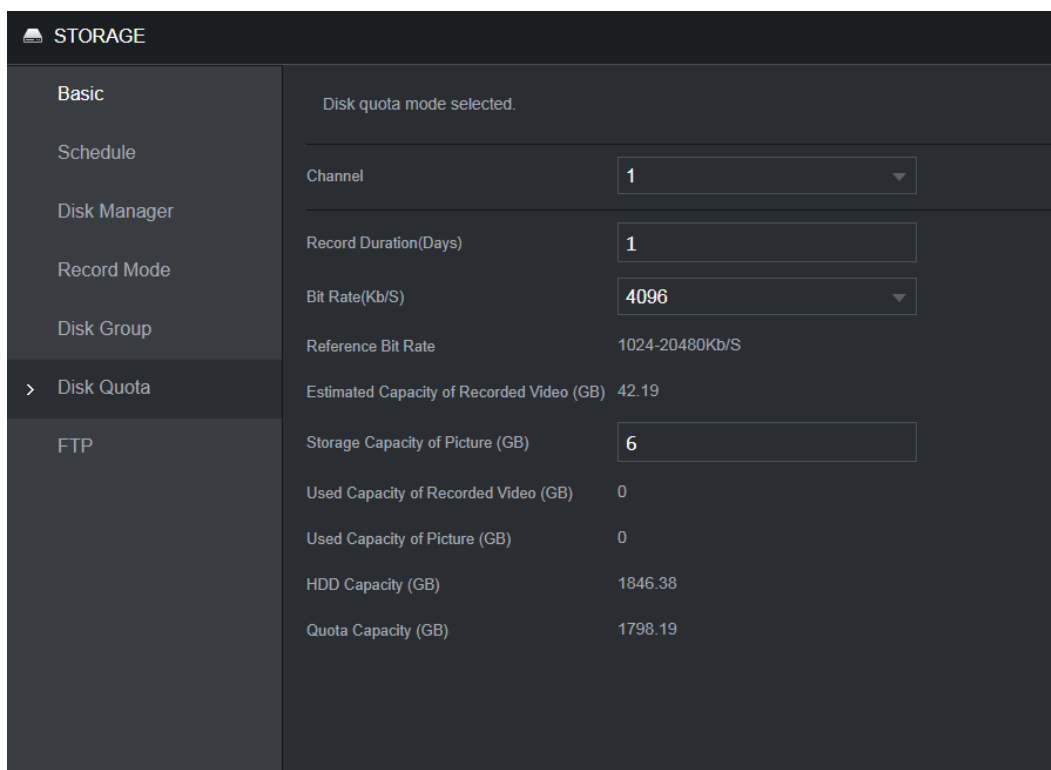 STORAGE
Basic
Schedule
Disk Manager
Record Mode
Disk Group
Disk Quota
FTP
Disk quota mode selected.
Channel 1
Record Duration(Days) 1
Bit Rate(Kb/S) 4096
Reference Bit Rate 1024-20480Kb/S
Estimated Capacity of Recorded Video (GB) 42.19
Storage Capacity of Picture (GB) 6
Used Capacity of Recorded Video (GB) 0
Used Capacity of Picture (GB) 0
HDD Capacity (GB) 1846.38
Quota Capacity (GB) 1798.19